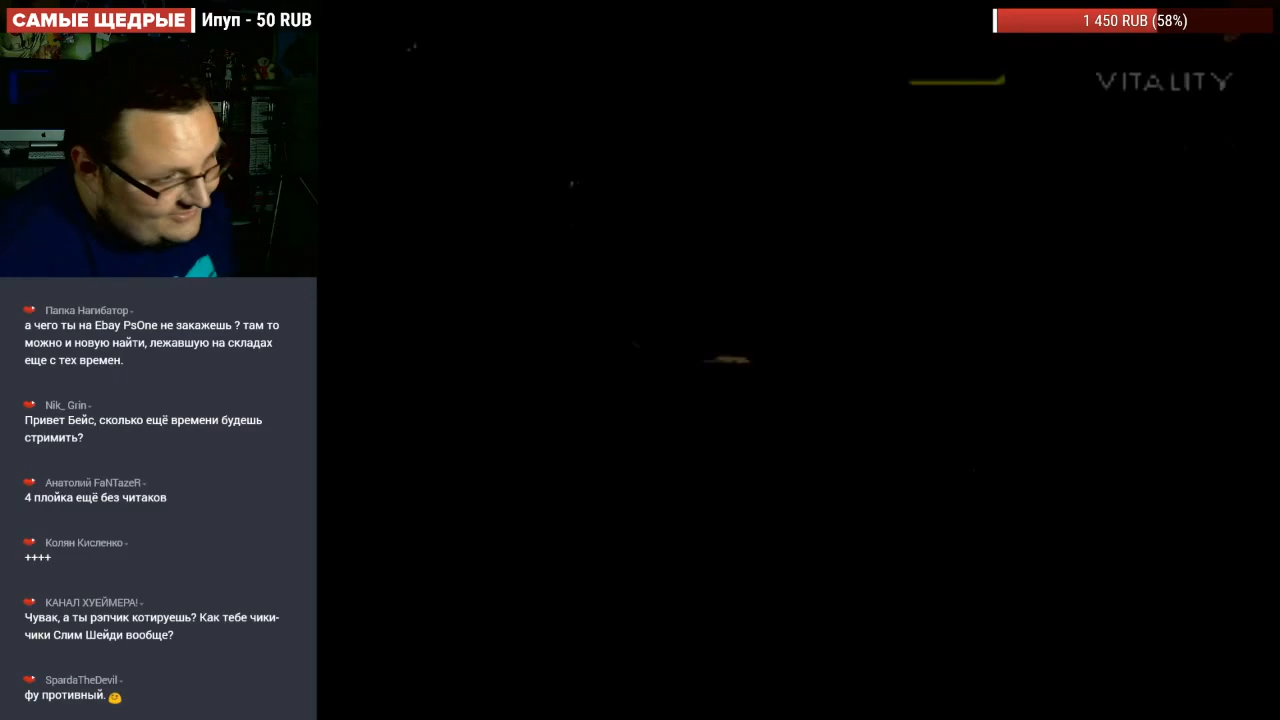 САМЫЕ ЩЕДРЫЕ Ипуп - 50 RUB
1 450 RUB (58%)
VITALITY
Папка Нагибатор -
а чего ты на Ebay PsOne не закажешь ? там то
можно и новую найти, лежавшую на складах
еще с тех времен.
Nik_ Grin -
Привет Бейс, сколько ещё времени будешь
стримить?
Анатолий FaNTazeR -
4 плойка ещё без читаков
Колян Кисленко -
++++
КАНАЛ ХУЕЙМЕРА! -
Чувак, а ты рэпчик котируешь? Как тебе чики-
чики Слим Шейди вообще?
SpardaTheDevil -
фу противный.